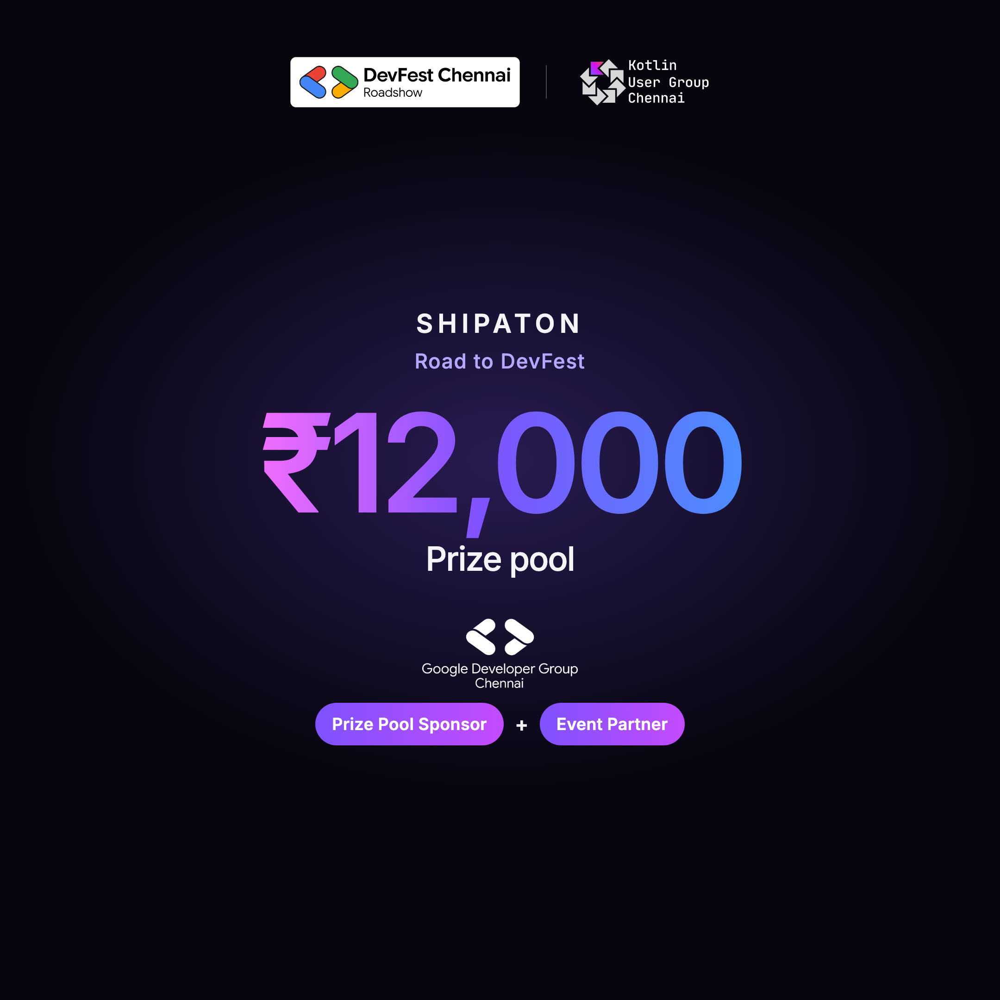 DevFest Chennai
Roadshow
Kotlin
User Group
Chennai
SHIPATON
Road to DevFest
₹12,000
Prize pool
Google Developer Group
Chennai
Prize Pool Sponsor + Event Partner